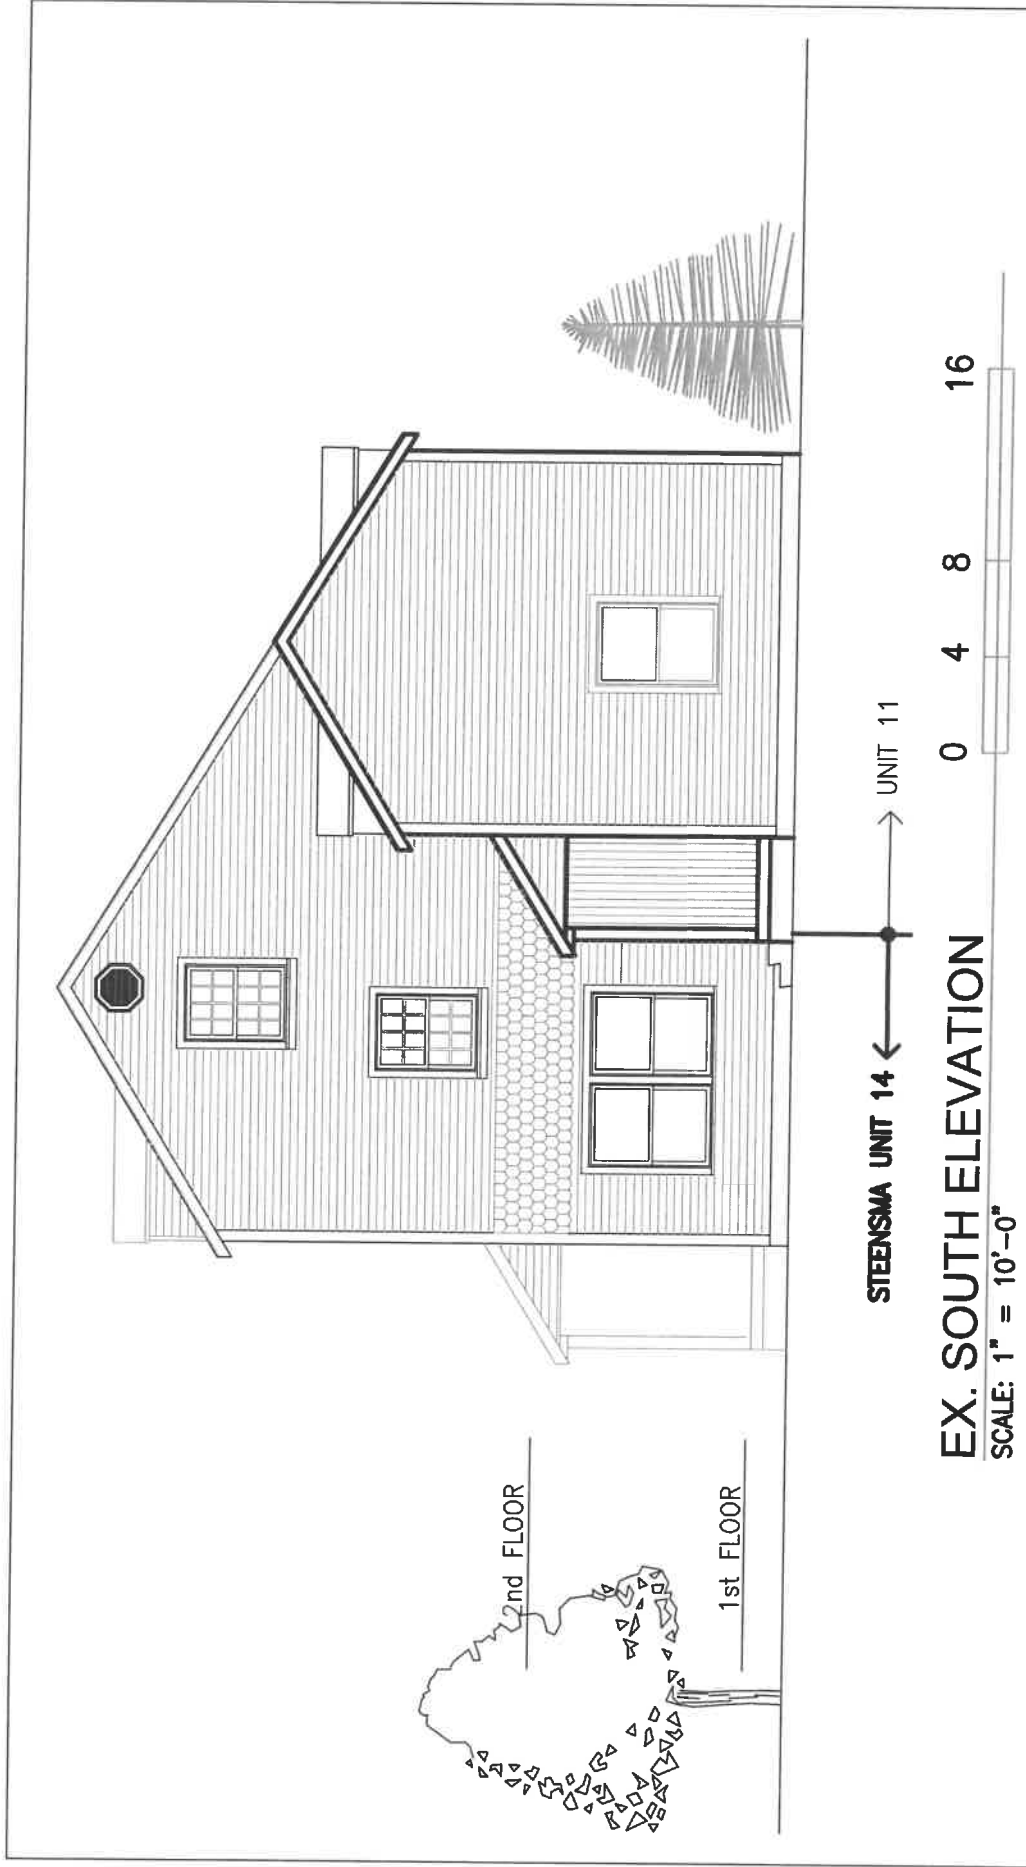 2nd FLOOR
1st FLOOR
STEENSMA UNIT 14
UNIT 11
EX. SOUTH ELEVATION
SCALE: 1" = 10'-0"
0 4 8 16